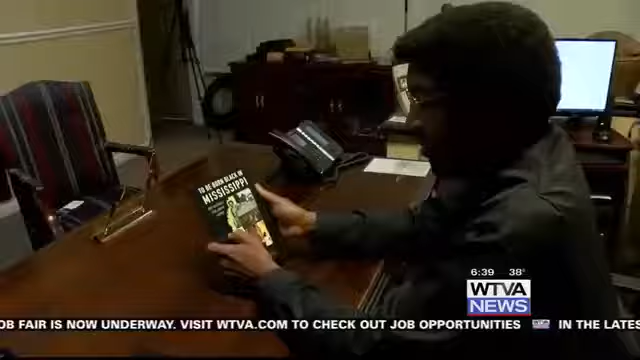 TO BE BORN BLACK IN
MISSISSIPPI
6:39 38°
WTVA
NEWS
OB FAIR IS NOW UNDERWAY. VISIT WTVA.COM TO CHECK OUT JOB OPPORTUNITIES IN THE LATES